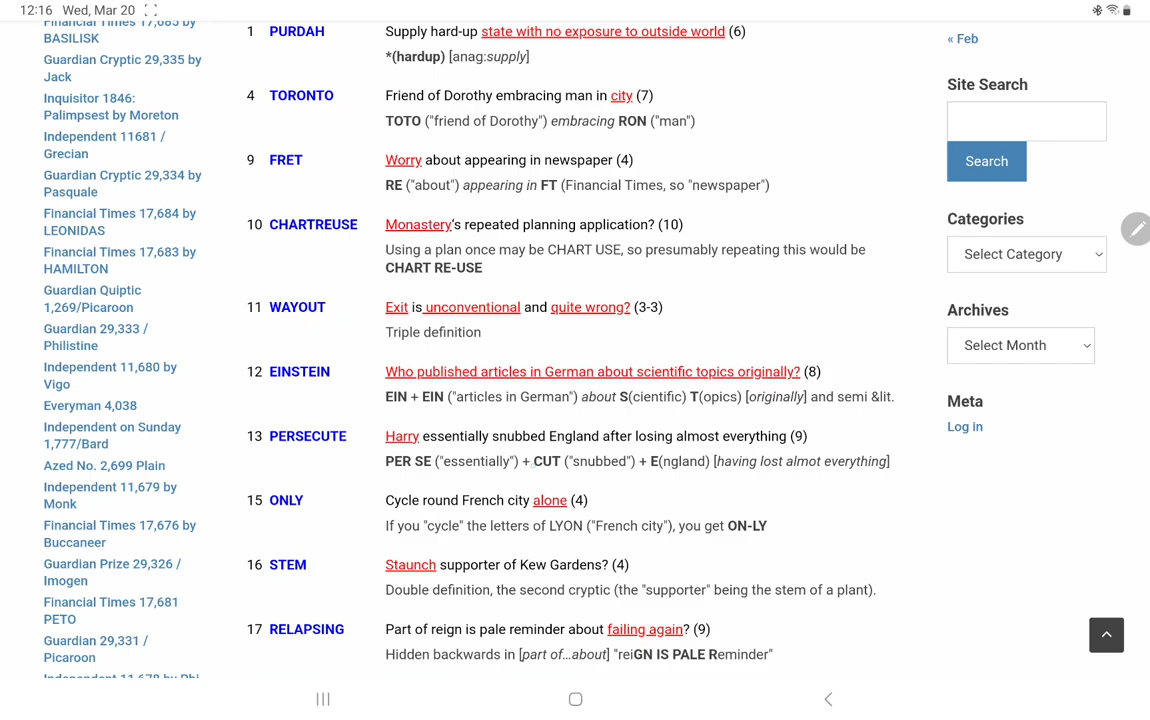 12:16 Wed, Mar 20
Financial Times 17,685 by
BASILISK
Guardian Cryptic 29,335 by
Jack
Inquisitor 1846:
Palimpsest by Moreton
Independent 11681 /
Grecian
Guardian Cryptic 29,334 by
Pasquale
Financial Times 17,684 by
LEONIDAS
Financial Times 17,683 by
HAMILTON
Guardian Quiptic
1,269/Picaroon
Guardian 29,333 /
Philistine
Independent 11,680 by
Vigo
Everyman 4,038
Independent on Sunday
1,777/Bard
Azed No. 2,699 Plain
Independent 11,679 by
Monk
Financial Times 17,676 by
Buccaneer
Guardian Prize 29,326 /
Imogen
Financial Times 17,681
PETO
Guardian 29,331 /
Picaroon
Independent 11,678 by Phi
1 PURDAH Supply hard-up state with no exposure to outside world (6)
*(hardup) [anag:supply]
4 TORONTO Friend of Dorothy embracing man in city (7)
TOTO ("friend of Dorothy") embracing RON ("man")
9 FRET Worry about appearing in newspaper (4)
RE ("about") appearing in FT (Financial Times, so "newspaper")
10 CHARTREUSE Monastery's repeated planning application? (10)
Using a plan once may be CHART USE, so presumably repeating this would be
CHART RE-USE
11 WAYOUT Exit is unconventional and quite wrong? (3-3)
Triple definition
12 EINSTEIN Who published articles in German about scientific topics originally? (8)
EIN + EIN ("articles in German") about S(cientific) T(opics) [originally] and semi &lit.
13 PERSECUTE Harry essentially snubbed England after losing almost everything (9)
PER SE ("essentially") + CUT ("snubbed") + E(ngland) [having lost almot everything]
15 ONLY Cycle round French city alone (4)
If you "cycle" the letters of LYON ("French city"), you get ON-LY
16 STEM Staunch supporter of Kew Gardens? (4)
Double definition, the second cryptic (the "supporter" being the stem of a plant).
17 RELAPSING Part of reign is pale reminder about failing again? (9)
Hidden backwards in [part of...about] "reiGN IS PALE Reminder"
« Feb
Site Search
Search
Categories
Select Category
Archives
Select Month
Meta
Log in